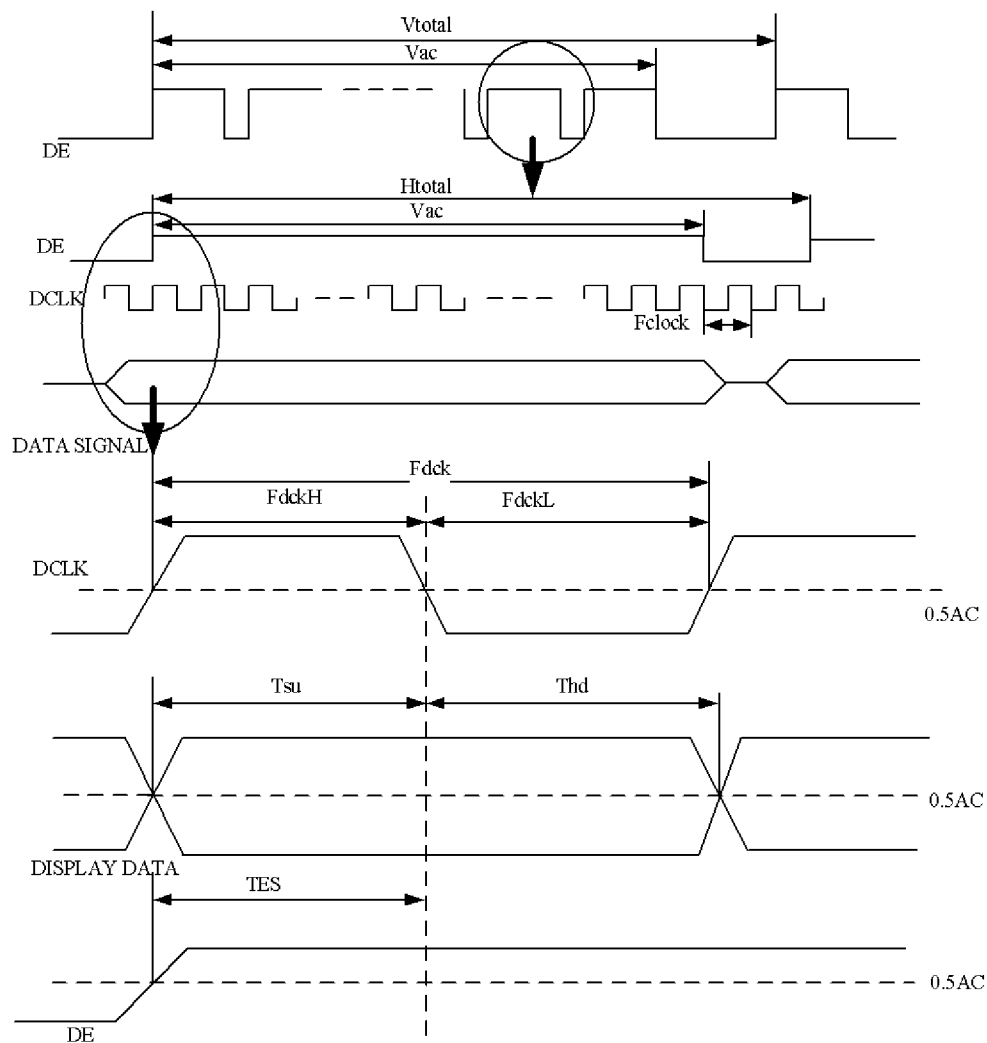 Vtotal
Vac
DE
Htotal
Vac
DE
DCLK
Fclock
DATA SIGNAL
Fdck
FdckH
FdckL
DCLK
0.5AC
Tsu
Thd
0.5AC
DISPLAY DATA
TES
0.5AC
DE